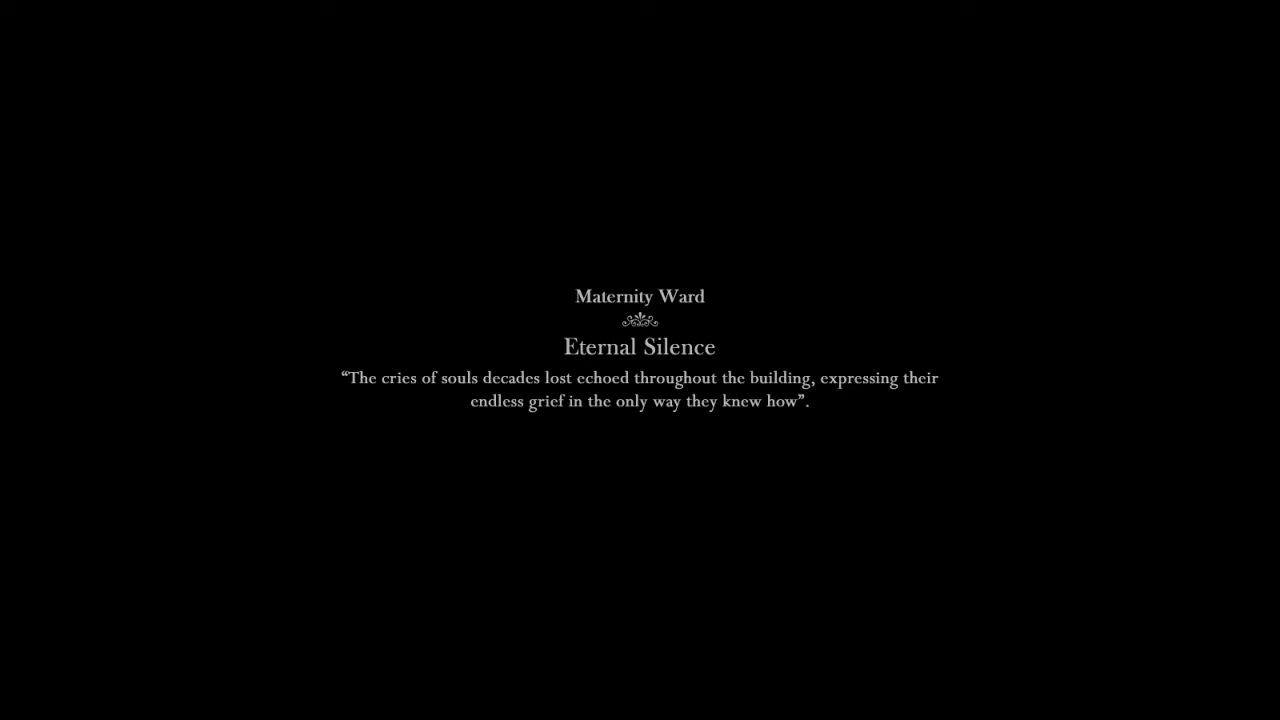 Maternity Ward
Eternal Silence
“The cries of souls decades lost echoed throughout the building, expressing their
endless grief in the only way they knew how”.